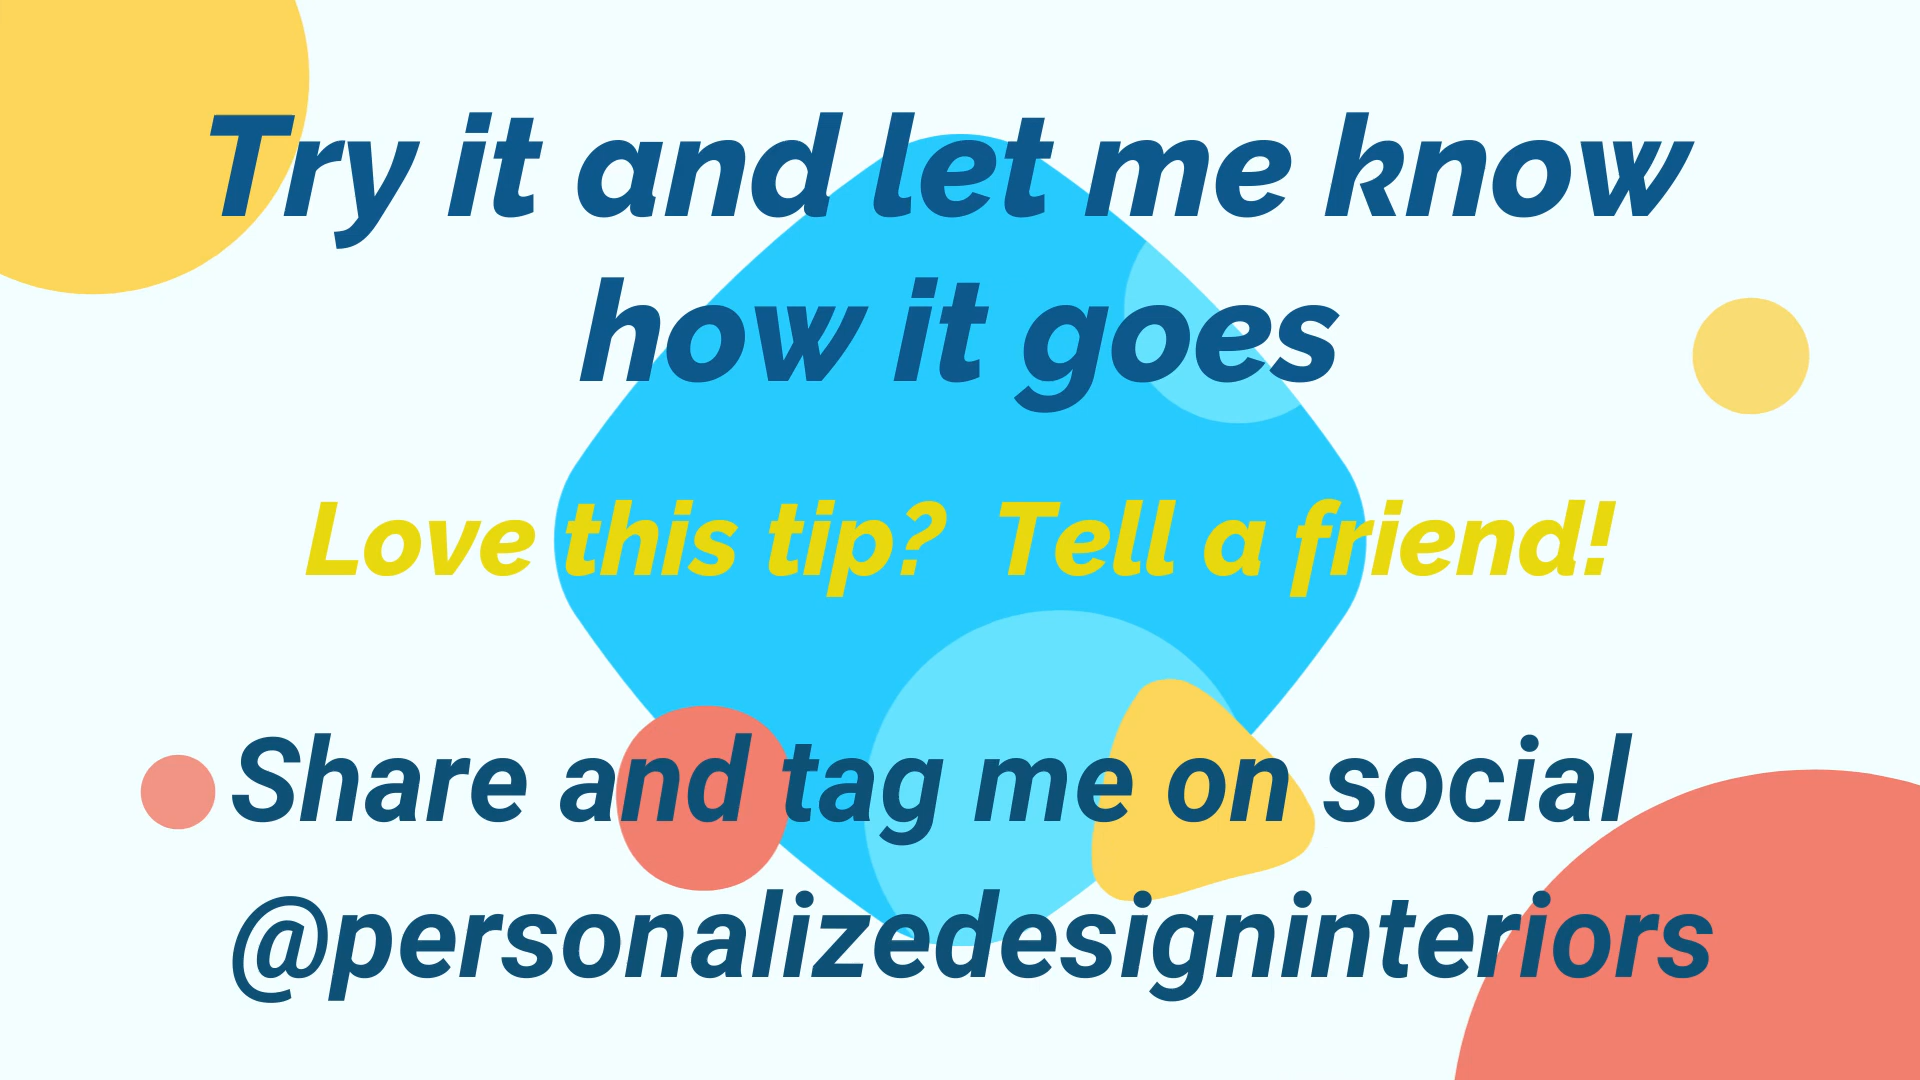 Try it and let me know
how it goes
Love this tip? Tell a friend!
Share and tag me on social
@personalizedesigninteriors